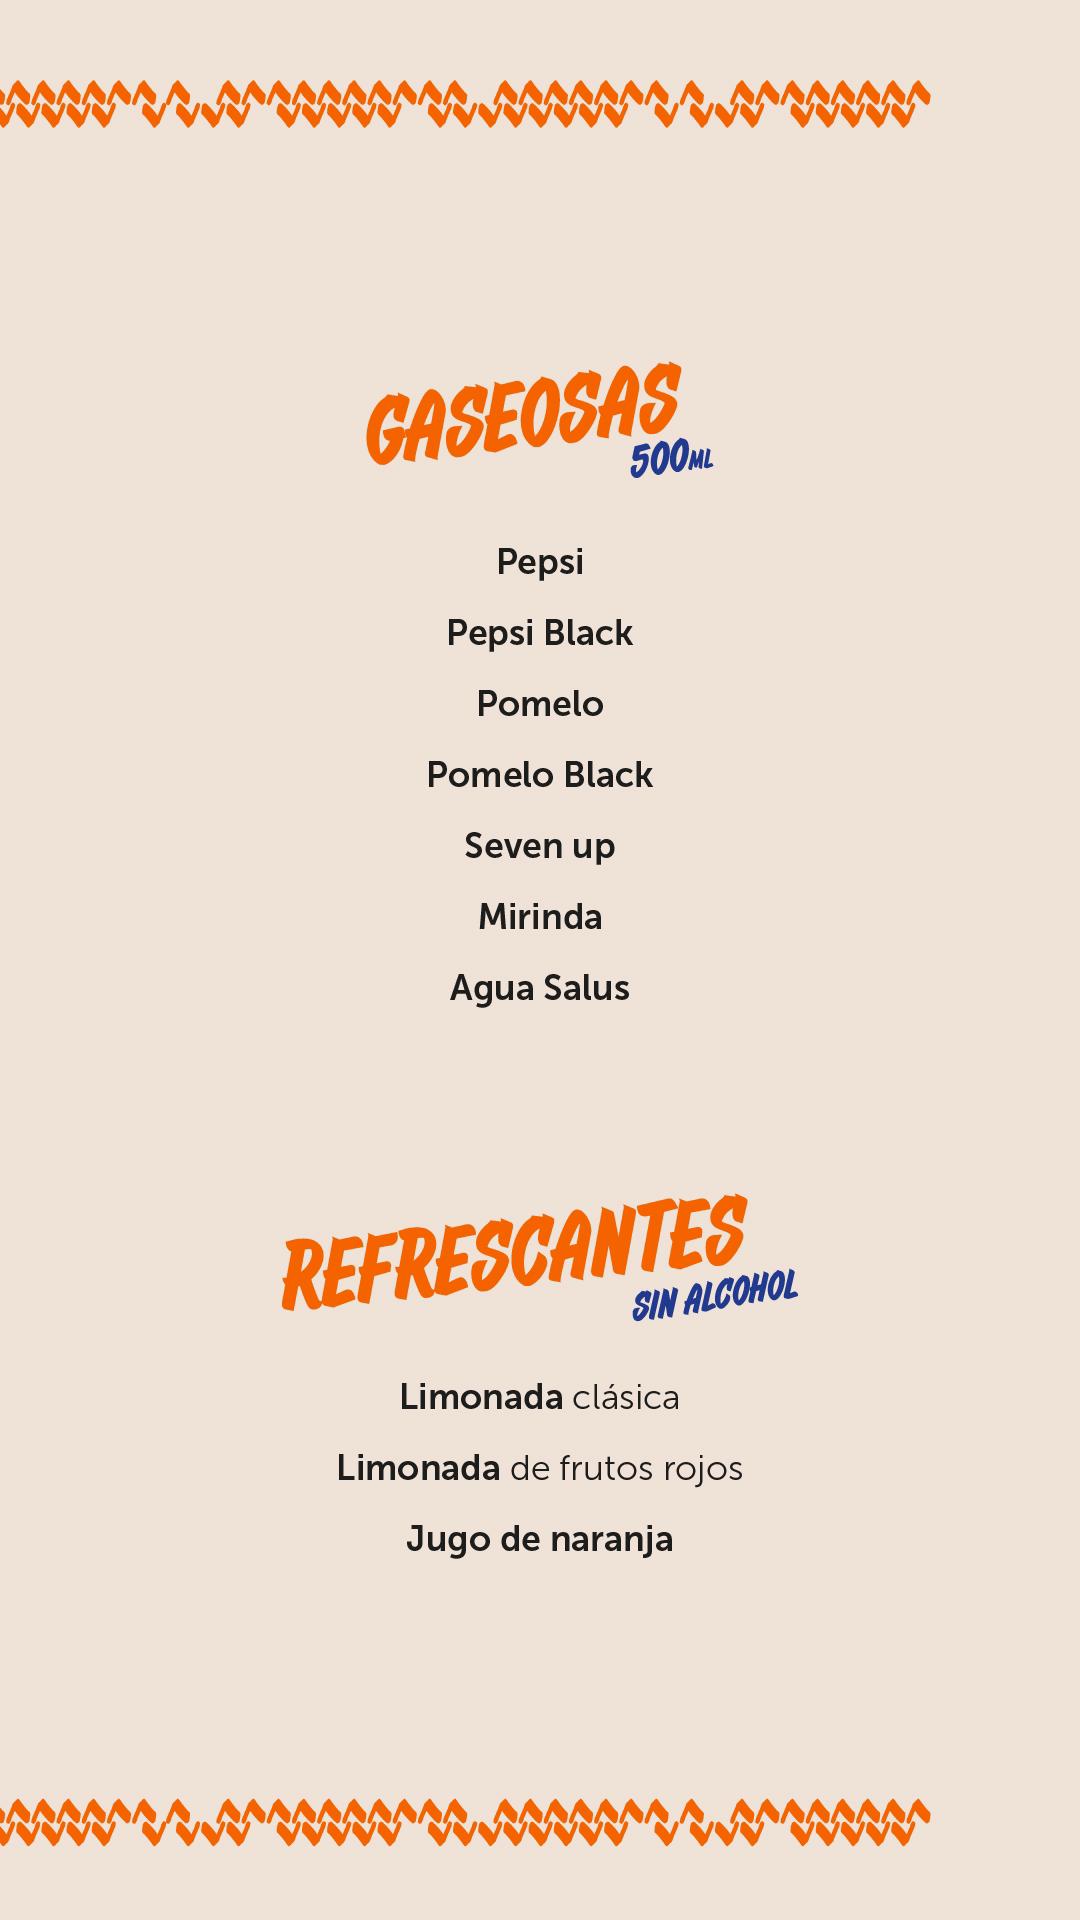 GASEOSAS
500ML
Pepsi
Pepsi Black
Pomelo
Pomelo Black
Seven up
Mirinda
Agua Salus
REFRESCANTES
SIN ALCOHOL
Limonada clásica
Limonada de frutos rojos
Jugo de naranja